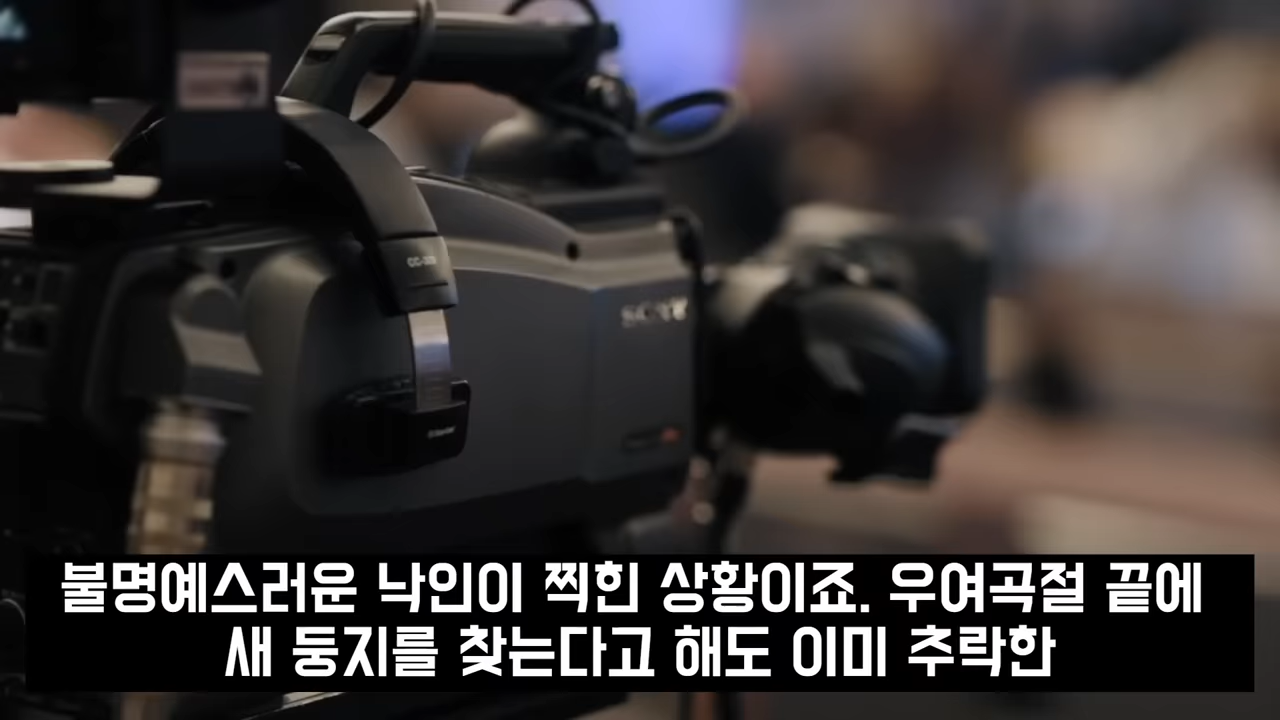 SONY
불명예스러운 낙인이 찍힌 상황이죠. 우여곡절 끝에
새 둥지를 찾는다고 해도 이미 추락한